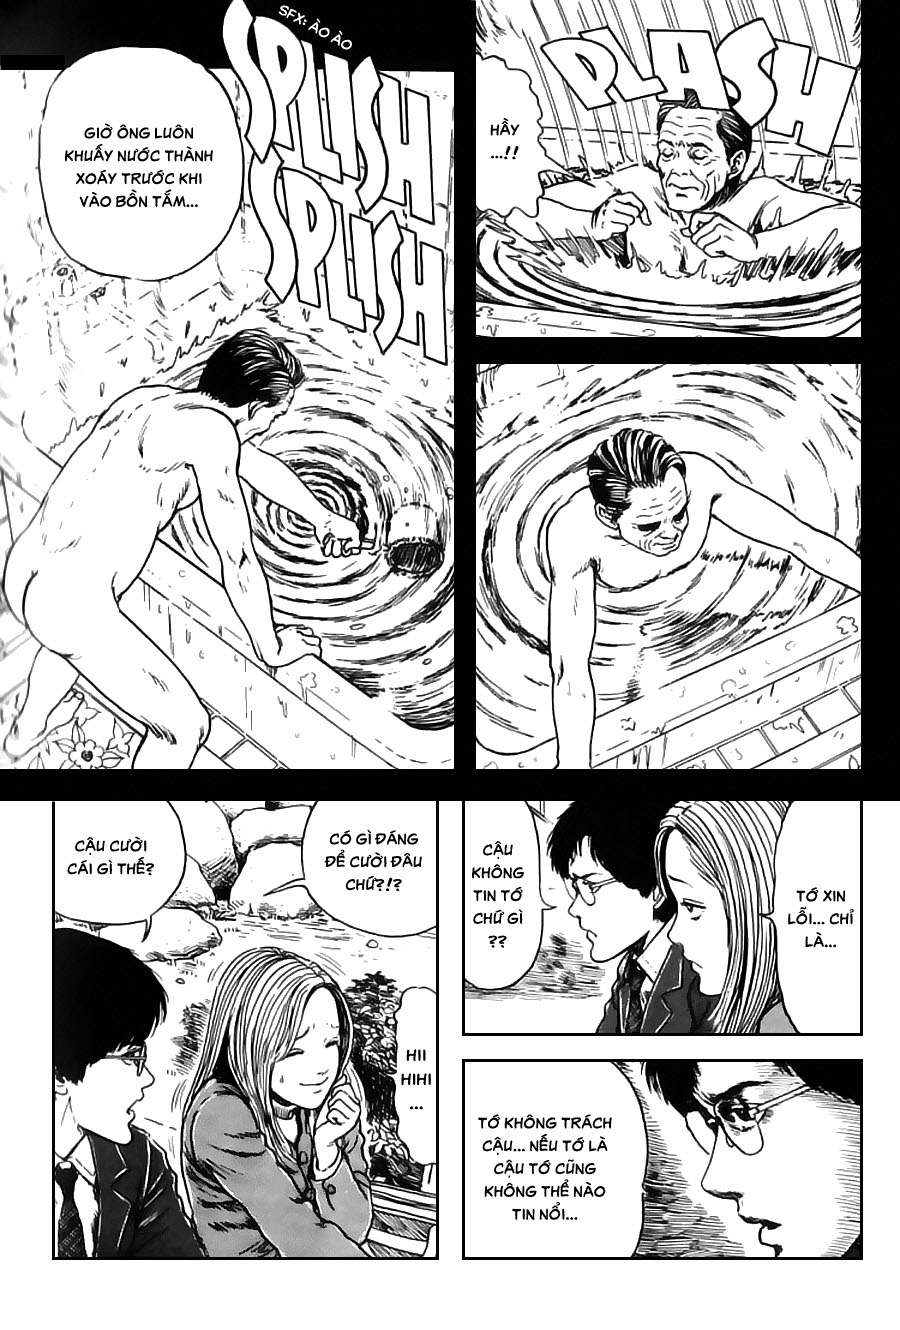 SFX: ÀO ÀO
SPLISH
SPLISH
GIỜ ÔNG LUÔN
KHUẤY NƯỚC THÀNH
XOÁY TRƯỚC KHI
VÀO BỒN TẮM...
PLASH
HẦY
...!!
CẬU CƯỜI
CÁI GÌ THẾ?
CÓ GÌ ĐÁNG
ĐỂ CƯỜI ĐÂU
CHỨ?!?
HII
HIHI
...
CẬU
KHÔNG
TIN TỚ
CHỨ GÌ
??
TỚ XIN
LỖI... CHỈ
LÀ...
TỚ KHÔNG TRÁCH
CẬU... NẾU TỚ LÀ
CẬU TỚ CŨNG
KHÔNG THỂ NÀO
TIN NỔI...